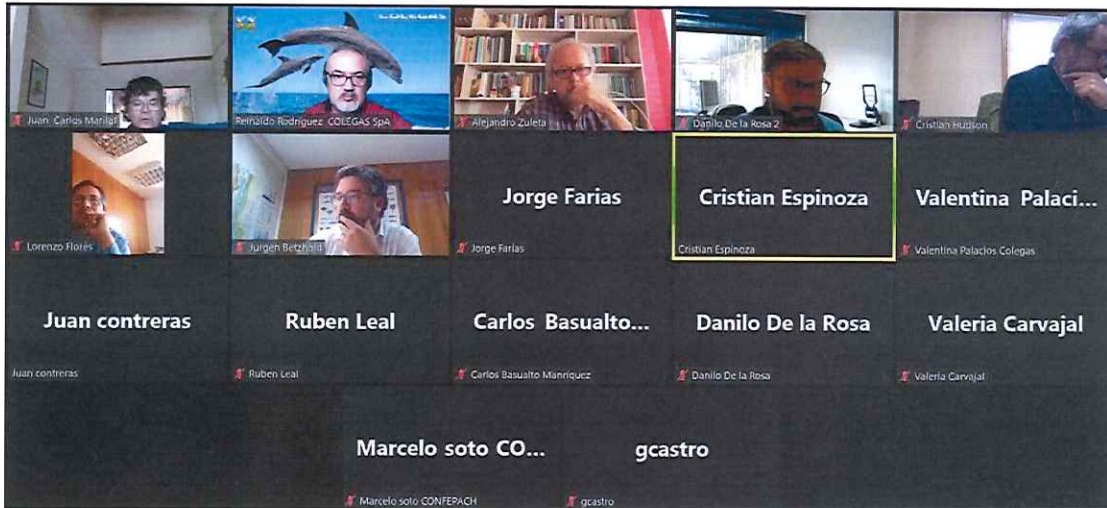 COLEGAS
Juan Carlos Marilaf
Reinaldo Rodriguez COLEGAS SpA
Alejandro Zuleta
Danilo De la Rosa 2
Cristian Hudson
Lorenzo Flores
Jurgen Betzhold
Jorge Farias
Jorge Farias
Cristian Espinoza
Cristian Espinoza
Valentina Palaci...
Valentina Palacios Colegas
Juan contreras
Juan contreras
Ruben Leal
Ruben Leal
Carlos Basualto...
Carlos Basualto Manriquez
Danilo De la Rosa
Danilo De la Rosa
Valeria Carvajal
Valeria Carvajal
Marcelo soto CO...
Marcelo soto CONFEPACH
gcastro
gcastro